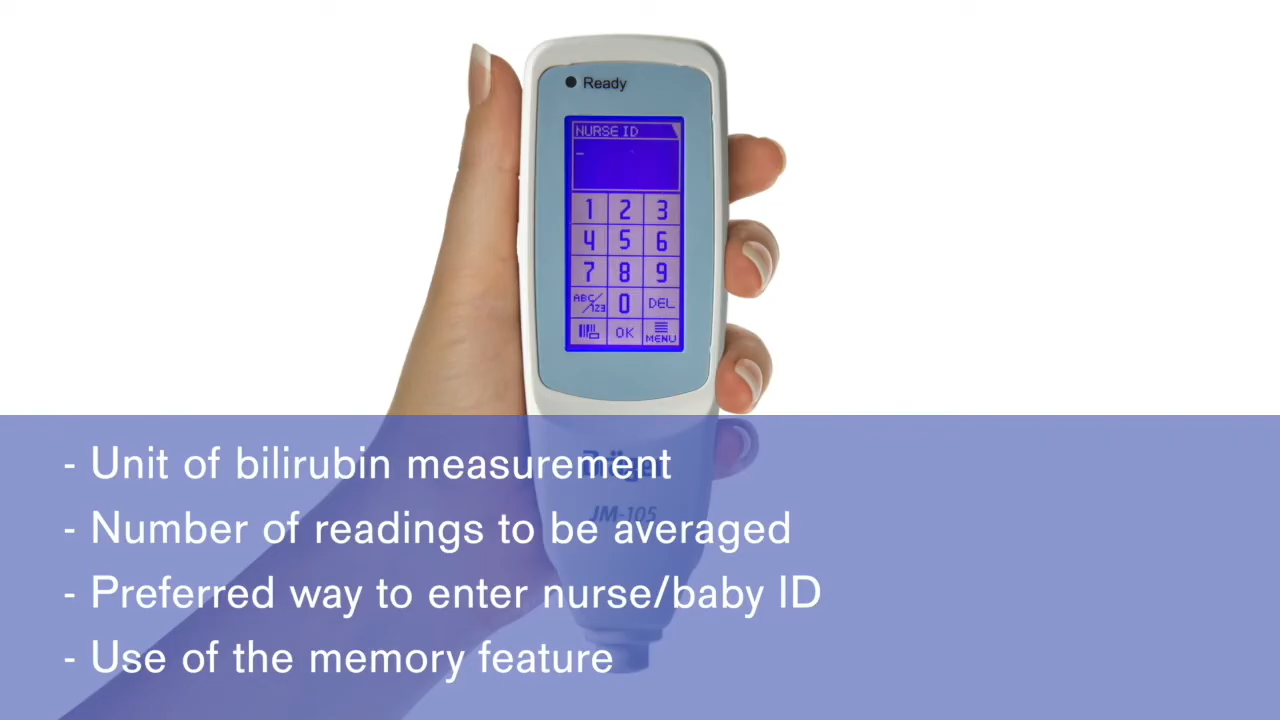 Ready
NURSE ID
-
1 2 3
4 5 6
7 8 9
ABC/123 0 DEL
OK MENU
Dräger
JM-105
- Unit of bilirubin measurement
- Number of readings to be averaged
- Preferred way to enter nurse/baby ID
- Use of the memory feature